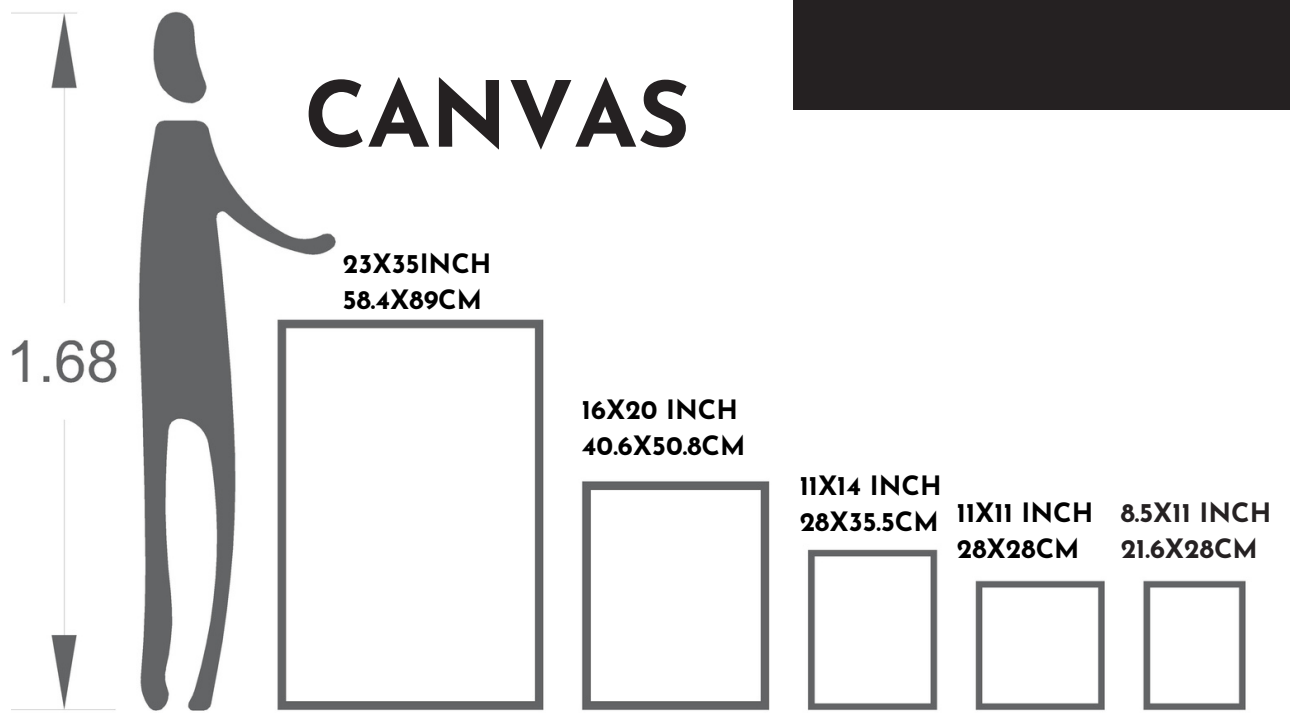 CANVAS
23X35INCH
58.4X89CM
1.68
16X20 INCH
40.6X50.8CM
11X14 INCH
28X35.5CM
11X11 INCH
28X28CM
8.5X11 INCH
21.6X28CM